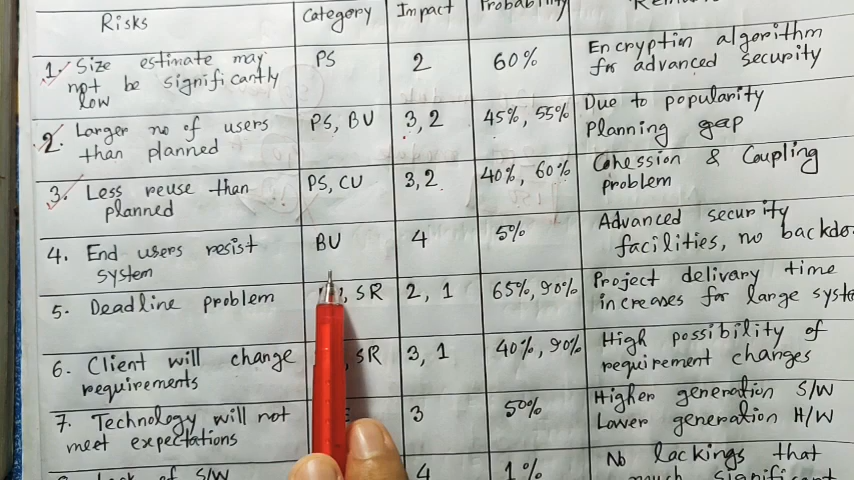 Risks Category Impact Probability
1. Size estimate may PS 2 60% Encryption algorithm
not be significantly for advanced security
low
2. Larger no of users PS, BU 3, 2 45%, 55% Due to popularity
than planned Planning gap
3. Less reuse than PS, CU 3, 2 40%, 60% Cohession & Coupling
planned problem
4. End users resist BU 4 5% Advanced security
system facilities, no
5. Deadline problem SR 2, 1 65%, 90% Project delivary time
increases for large
6. Client will change SR 3, 1 40%, 90% High possibility of
requirements requirement changes
7. Technology will not 3 50% Higher generation S/W
meet expectations Lower generation H/W
of S/W 4 1% No lackings that